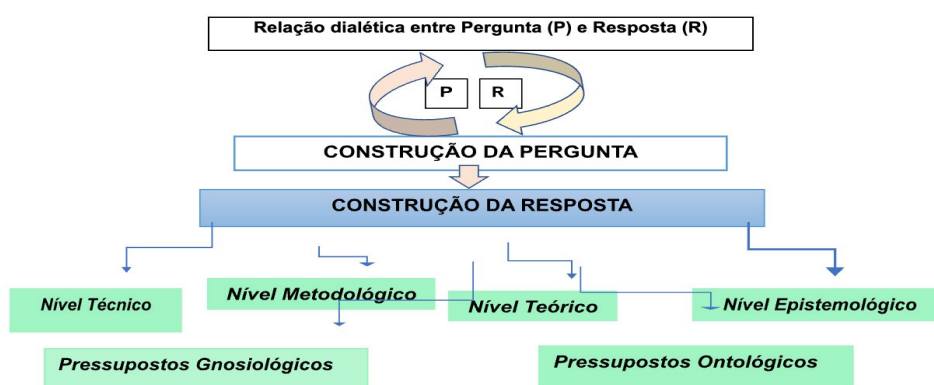 Relação dialética entre Pergunta (P) e Resposta (R)
P
R
CONSTRUÇÃO DA PERGUNTA
CONSTRUÇÃO DA RESPOSTA
Nível Técnico
Nível Metodológico
Nível Teórico
Nível Epistemológico
Pressupostos Gnosiológicos
Pressupostos Ontológicos